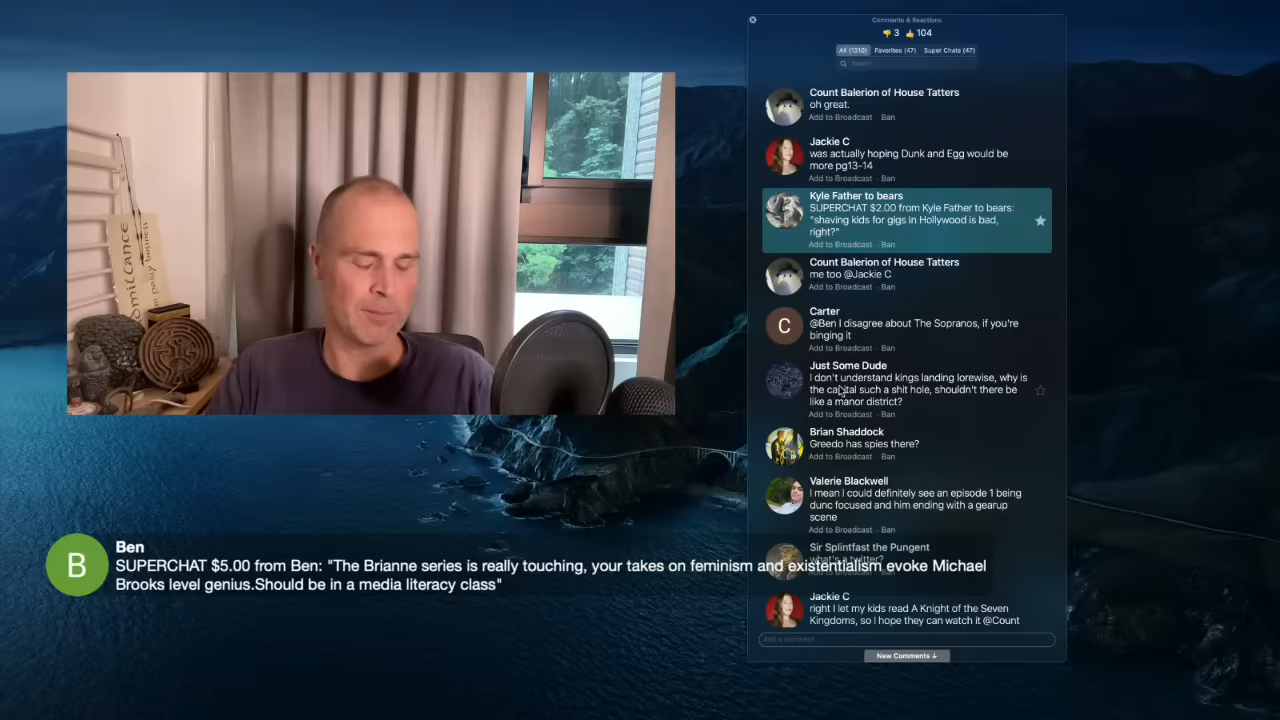 Comments & Reactions
👎 3 👍 104
All (1310) Favorites (47) Super Chats (47)
Search...
Count Balerion of House Tatters
oh great.
Add to Broadcast · Ban
Jackie C
was actually hoping Dunk and Egg would be
more pg13-14
Add to Broadcast · Ban
Kyle Father to bears
SUPERCHAT $2.00 from Kyle Father to bears:
"shaving kids for gigs in Hollywood is bad,
right?"
Add to Broadcast · Ban
Count Balerion of House Tatters
me too @Jackie C
Add to Broadcast · Ban
C
Carter
@Ben I disagree about The Sopranos, if you're
binging it
Add to Broadcast · Ban
Just Some Dude
I don't understand kings landing lorewise, why is
the capital such a shit hole, shouldn't there be
like a manor district?
Add to Broadcast · Ban
Brian Shaddock
Greedo has spies there?
Add to Broadcast · Ban
Valerie Blackwell
I mean I could definitely see an episode 1 being
dunc focused and him ending with a gearup
scene
Add to Broadcast · Ban
Sir Splintfast the Pungent
what's a twitter?
Add to Broadcast · Ban
Jackie C
right I let my kids read A Knight of the Seven
Kingdoms, so I hope they can watch it @Count
Add a comment
New Comments ↓
B
Ben
SUPERCHAT $5.00 from Ben: "The Brianne series is really touching, your takes on feminism and existentialism evoke Michael
Brooks level genius.Should be in a media literacy class"